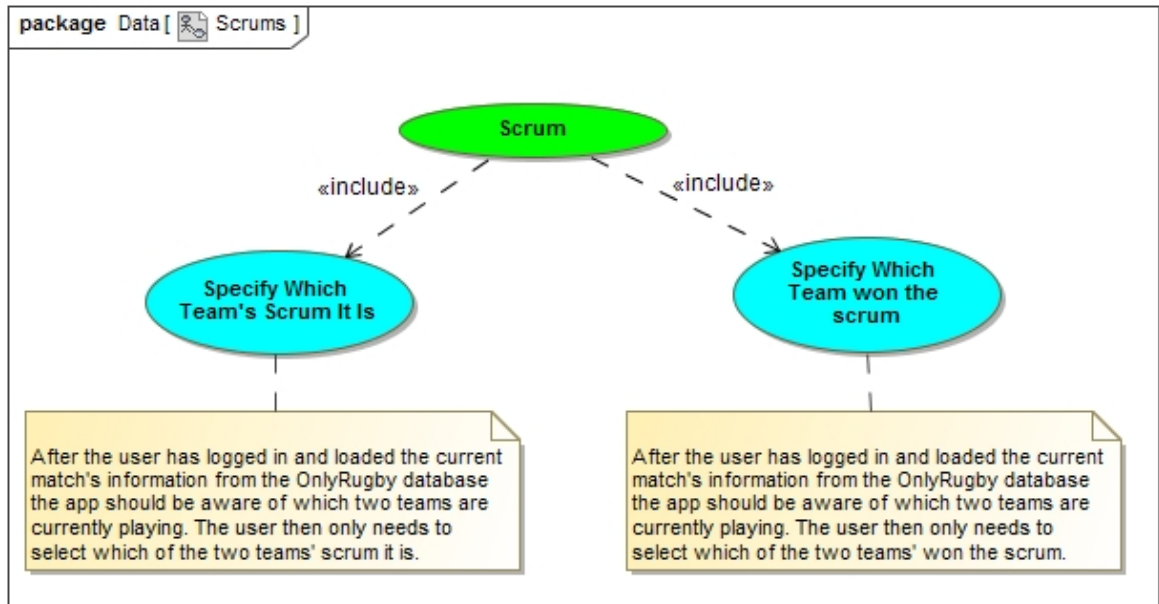 package Data [ Scrums ]
Scrum
«include»
«include»
Specify Which
Team's Scrum It Is
Specify Which
Team won the
scrum
After the user has logged in and loaded the current
match's information from the OnlyRugby database
the app should be aware of which two teams are
currently playing. The user then only needs to
select which of the two teams' scrum it is.
After the user has logged in and loaded the current
match's information from the OnlyRugby database
the app should be aware of which two teams are
currently playing. The user then only needs to
select which of the two teams' won the scrum.